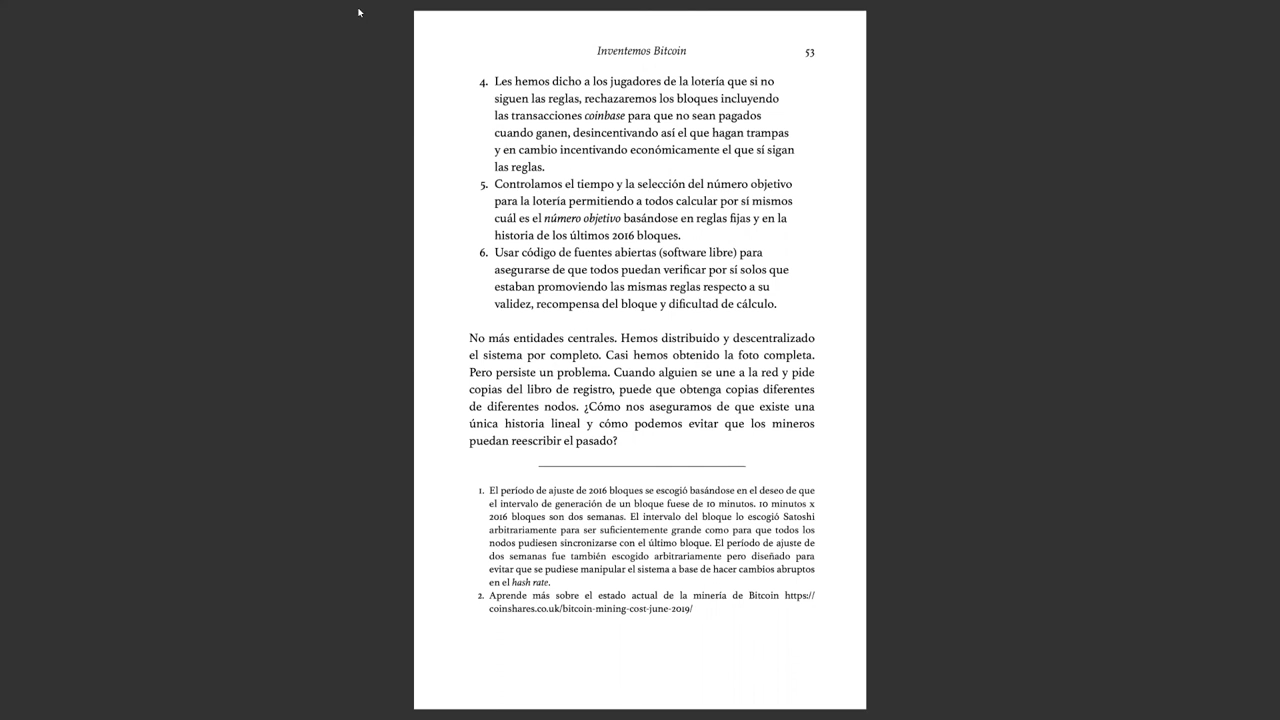 Inventemos Bitcoin 53
4. Les hemos dicho a los jugadores de la lotería que si no
siguen las reglas, rechazaremos los bloques incluyendo
las transacciones coinbase para que no sean pagados
cuando ganen, desincentivando así el que hagan trampas
y en cambio incentivando económicamente el que sí sigan
las reglas.
5. Controlamos el tiempo y la selección del número objetivo
para la lotería permitiendo a todos calcular por sí mismos
cuál es el número objetivo basándose en reglas fijas y en la
historia de los últimos 2016 bloques.
6. Usar código de fuentes abiertas (software libre) para
asegurarse de que todos puedan verificar por sí solos que
estaban promoviendo las mismas reglas respecto a su
validez, recompensa del bloque y dificultad de cálculo.
No más entidades centrales. Hemos distribuido y descentralizado
el sistema por completo. Casi hemos obtenido la foto completa.
Pero persiste un problema. Cuando alguien se une a la red y pide
copias del libro de registro, puede que obtenga copias diferentes
de diferentes nodos. ¿Cómo nos aseguramos de que existe una
única historia lineal y cómo podemos evitar que los mineros
puedan reescribir el pasado?
1. El período de ajuste de 2016 bloques se escogió basándose en el deseo de que
el intervalo de generación de un bloque fuese de 10 minutos. 10 minutos x
2016 bloques son dos semanas. El intervalo del bloque lo escogió Satoshi
arbitrariamente para ser suficientemente grande como para que todos los
nodos pudiesen sincronizarse con el último bloque. El período de ajuste de
dos semanas fue también escogido arbitrariamente pero diseñado para
evitar que se pudiese manipular el sistema a base de hacer cambios abruptos
en el hash rate.
2. Aprende más sobre el estado actual de la minería de Bitcoin https://
coinshares.co.uk/bitcoin-mining-cost-june-2019/